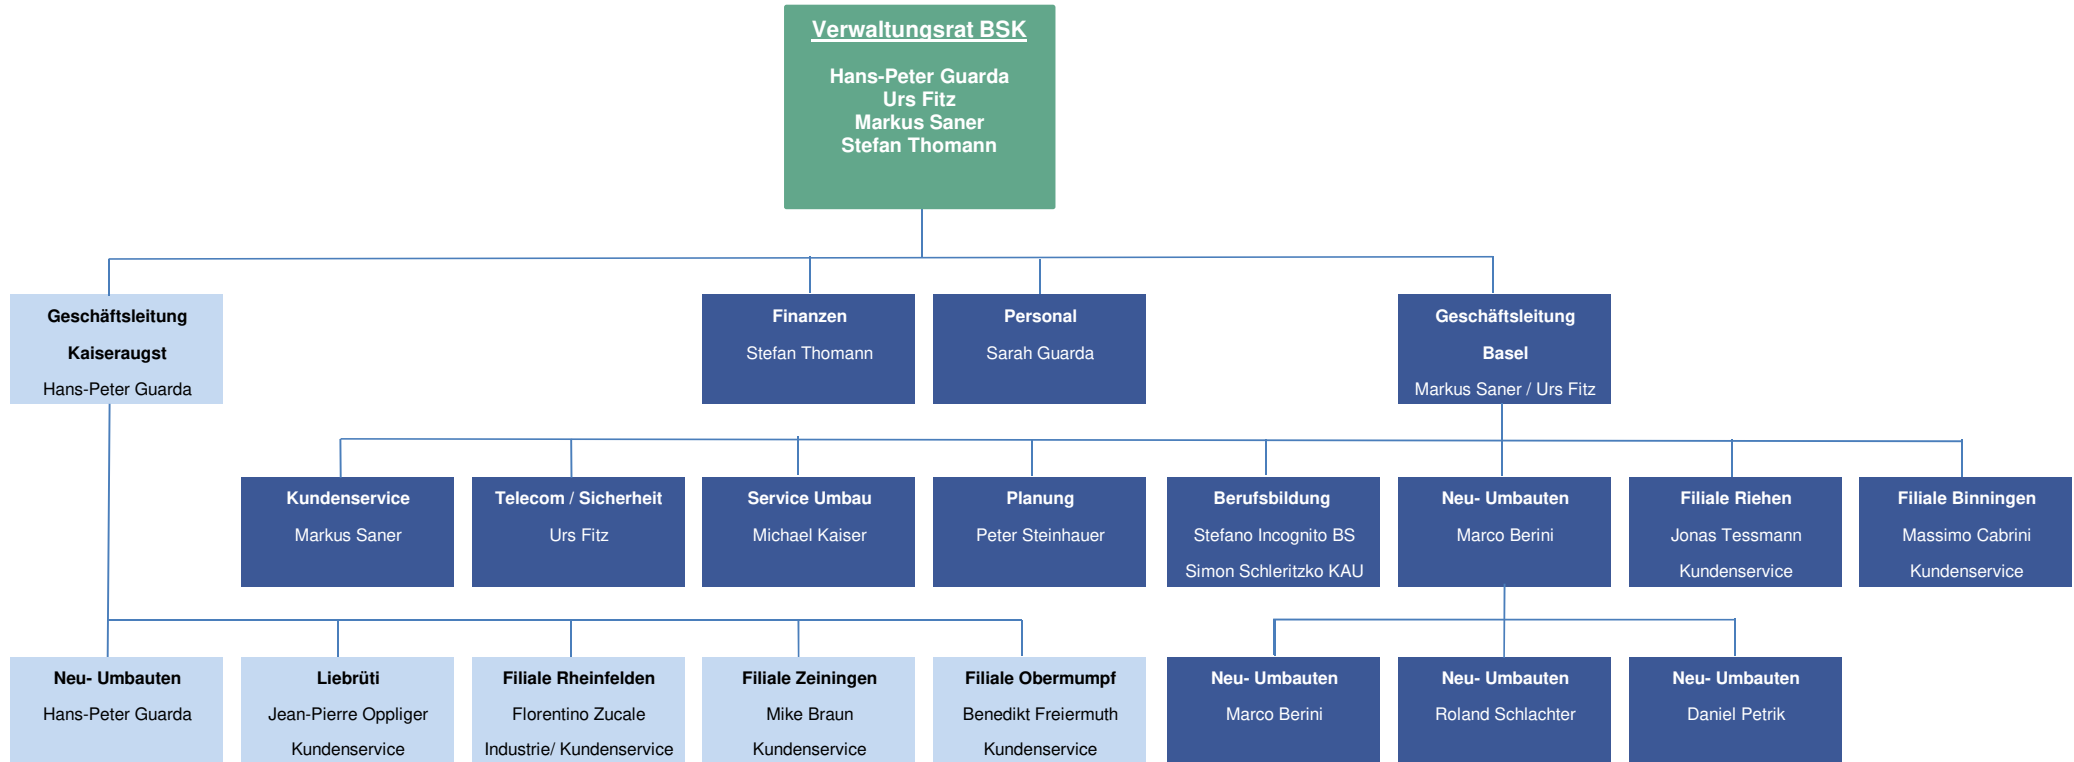 Verwaltungsrat BSK
Hans-Peter Guarda
Urs Fitz
Markus Saner
Stefan Thomann
Geschäftsleitung
Kaiseraugst
Hans-Peter Guarda
Finanzen
Stefan Thomann
Personal
Sarah Guarda
Geschäftsleitung
Basel
Markus Saner / Urs Fitz
Kundenservice
Markus Saner
Telecom / Sicherheit
Urs Fitz
Service Umbau
Michael Kaiser
Planung
Peter Steinhauer
Berufsbildung
Stefano Incognito BS
Simon Schleritzko KAU
Neu- Umbauten
Marco Berini
Filiale Riehen
Jonas Tessmann
Kundenservice
Filiale Binningen
Massimo Cabrini
Kundenservice
Neu- Umbauten
Hans-Peter Guarda
Liebrüti
Jean-Pierre Oppliger
Kundenservice
Filiale Rheinfelden
Florentino Zucale
Industrie/ Kundenservice
Filiale Zeiningen
Mike Braun
Kundenservice
Filiale Obermumpf
Benedikt Freiermuth
Kundenservice
Neu- Umbauten
Marco Berini
Neu- Umbauten
Roland Schlachter
Neu- Umbauten
Daniel Petrik